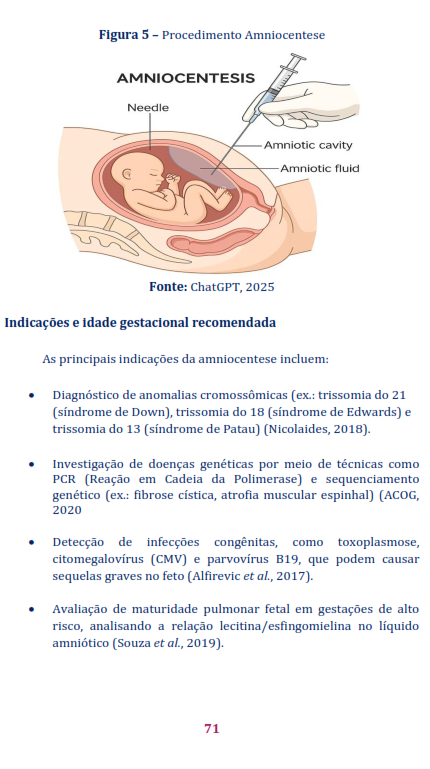 Figura 5 – Procedimento Amniocentese
AMNIOCENTESIS
Needle
Amniotic cavity
Amniotic fluid
Fonte: ChatGPT, 2025
Indicações e idade gestacional recomendada
As principais indicações da amniocentese incluem:
• Diagnóstico de anomalias cromossômicas (ex.: trissomia do 21
(síndrome de Down), trissomia do 18 (síndrome de Edwards) e
trissomia do 13 (síndrome de Patau) (Nicolaides, 2018).
• Investigação de doenças genéticas por meio de técnicas como
PCR (Reação em Cadeia da Polimerase) e sequenciamento
genético (ex.: fibrose cística, atrofia muscular espinhal) (ACOG,
2020
• Detecção de infecções congênitas, como toxoplasmose,
citomegalovírus (CMV) e parvovírus B19, que podem causar
sequelas graves no feto (Alfirevic et al., 2017).
• Avaliação de maturidade pulmonar fetal em gestações de alto
risco, analisando a relação lecitina/esfingomielina no líquido
amniótico (Souza et al., 2019).
71